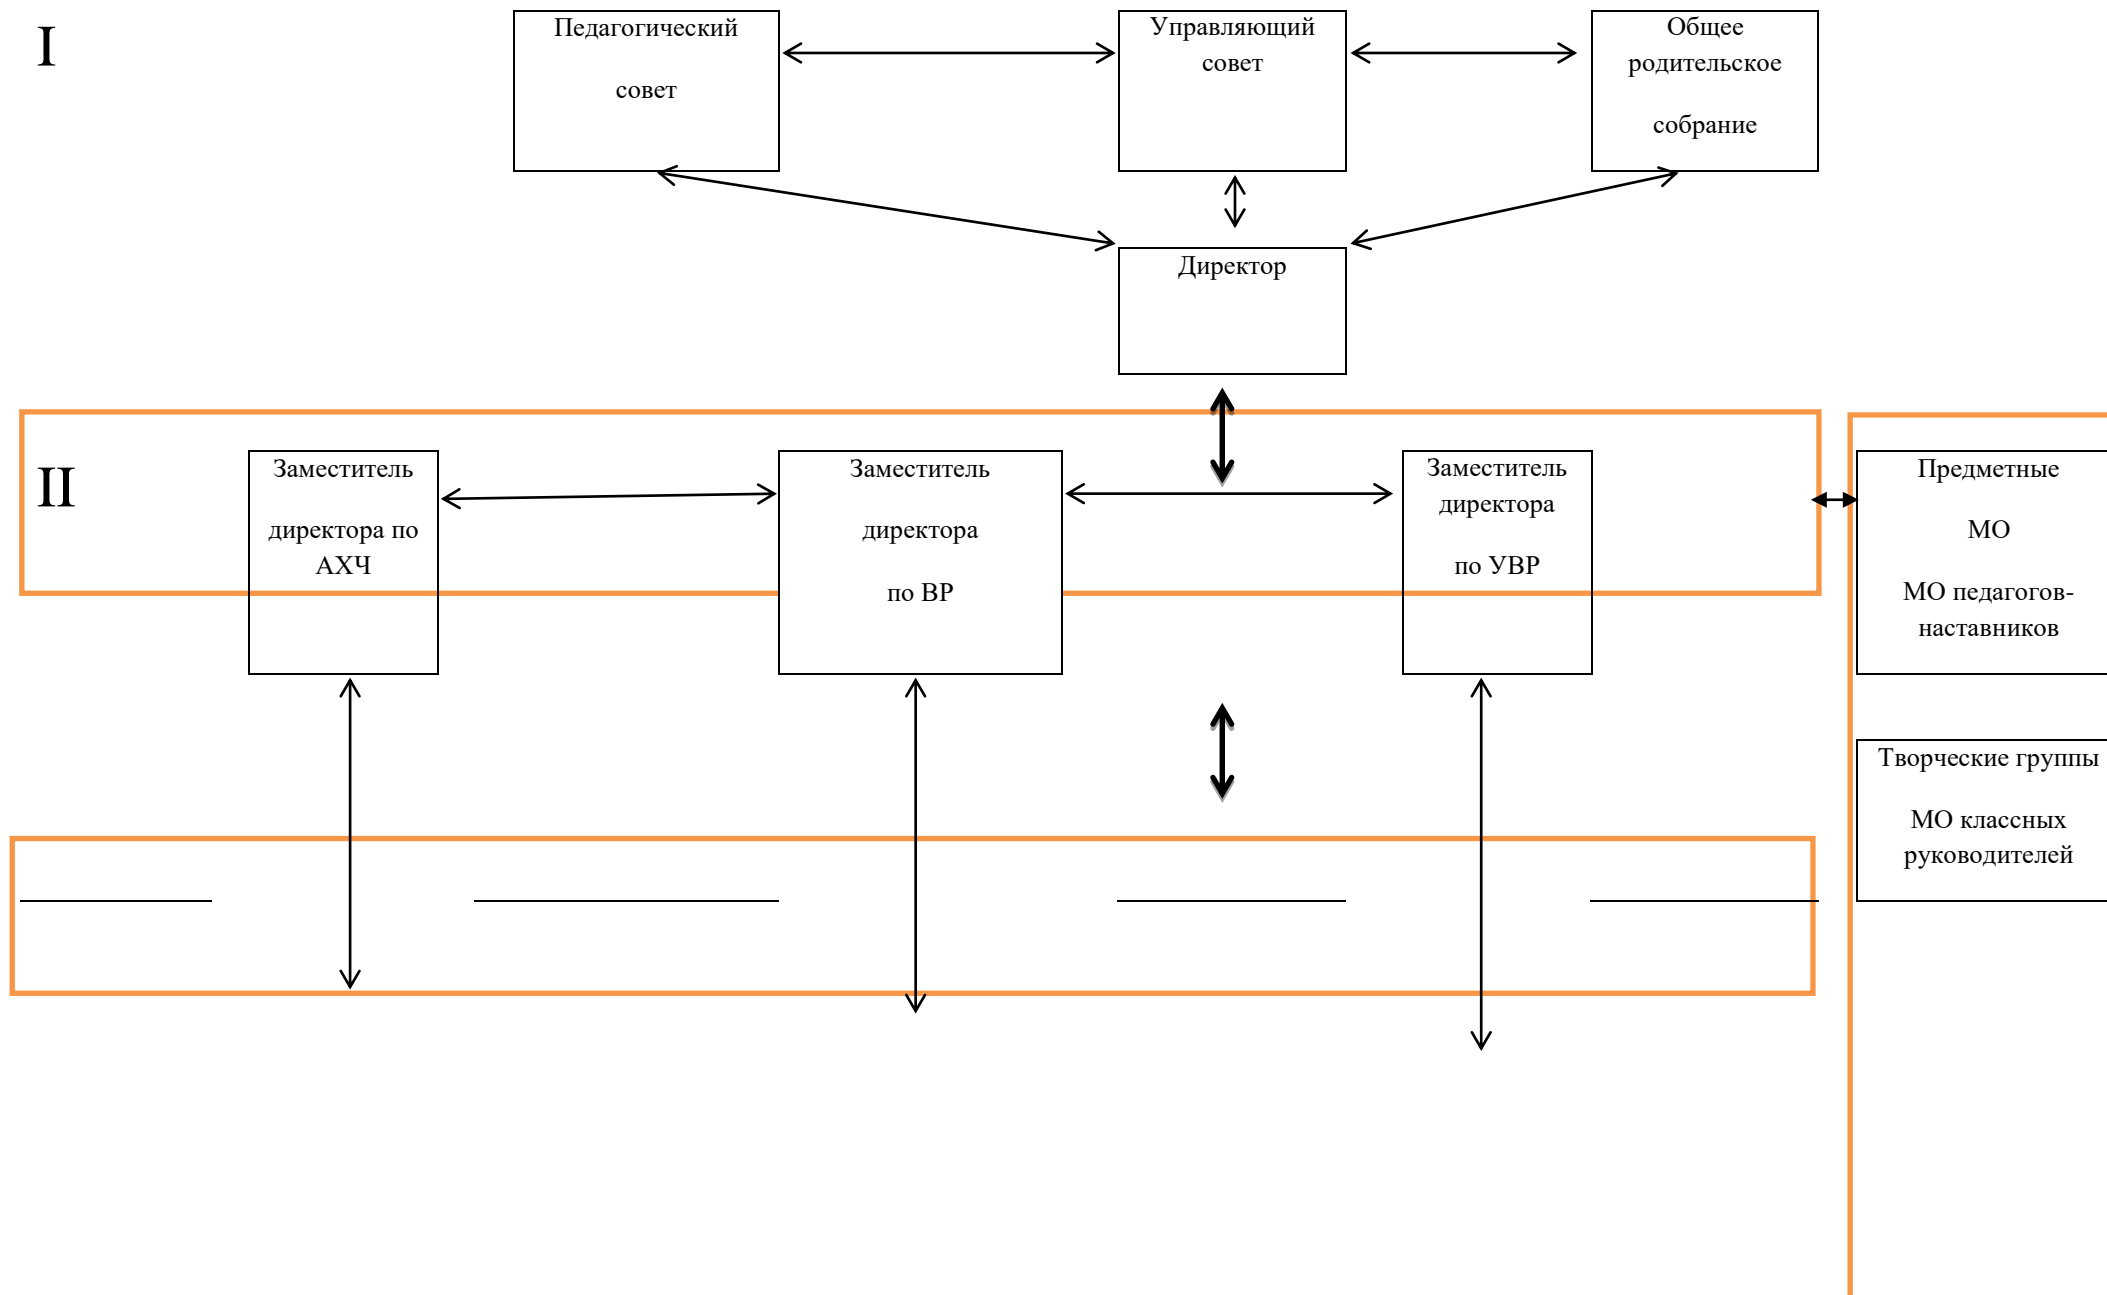 I
Педагогический
совет
Управляющий
совет
Общее
родительское
собрание
Директор
II
Заместитель
директора по
АХЧ
Заместитель
директора
по ВР
Заместитель
директора
по УВР
Предметные
МО
МО педагогов-
наставников
Творческие группы
МО классных
руководителей